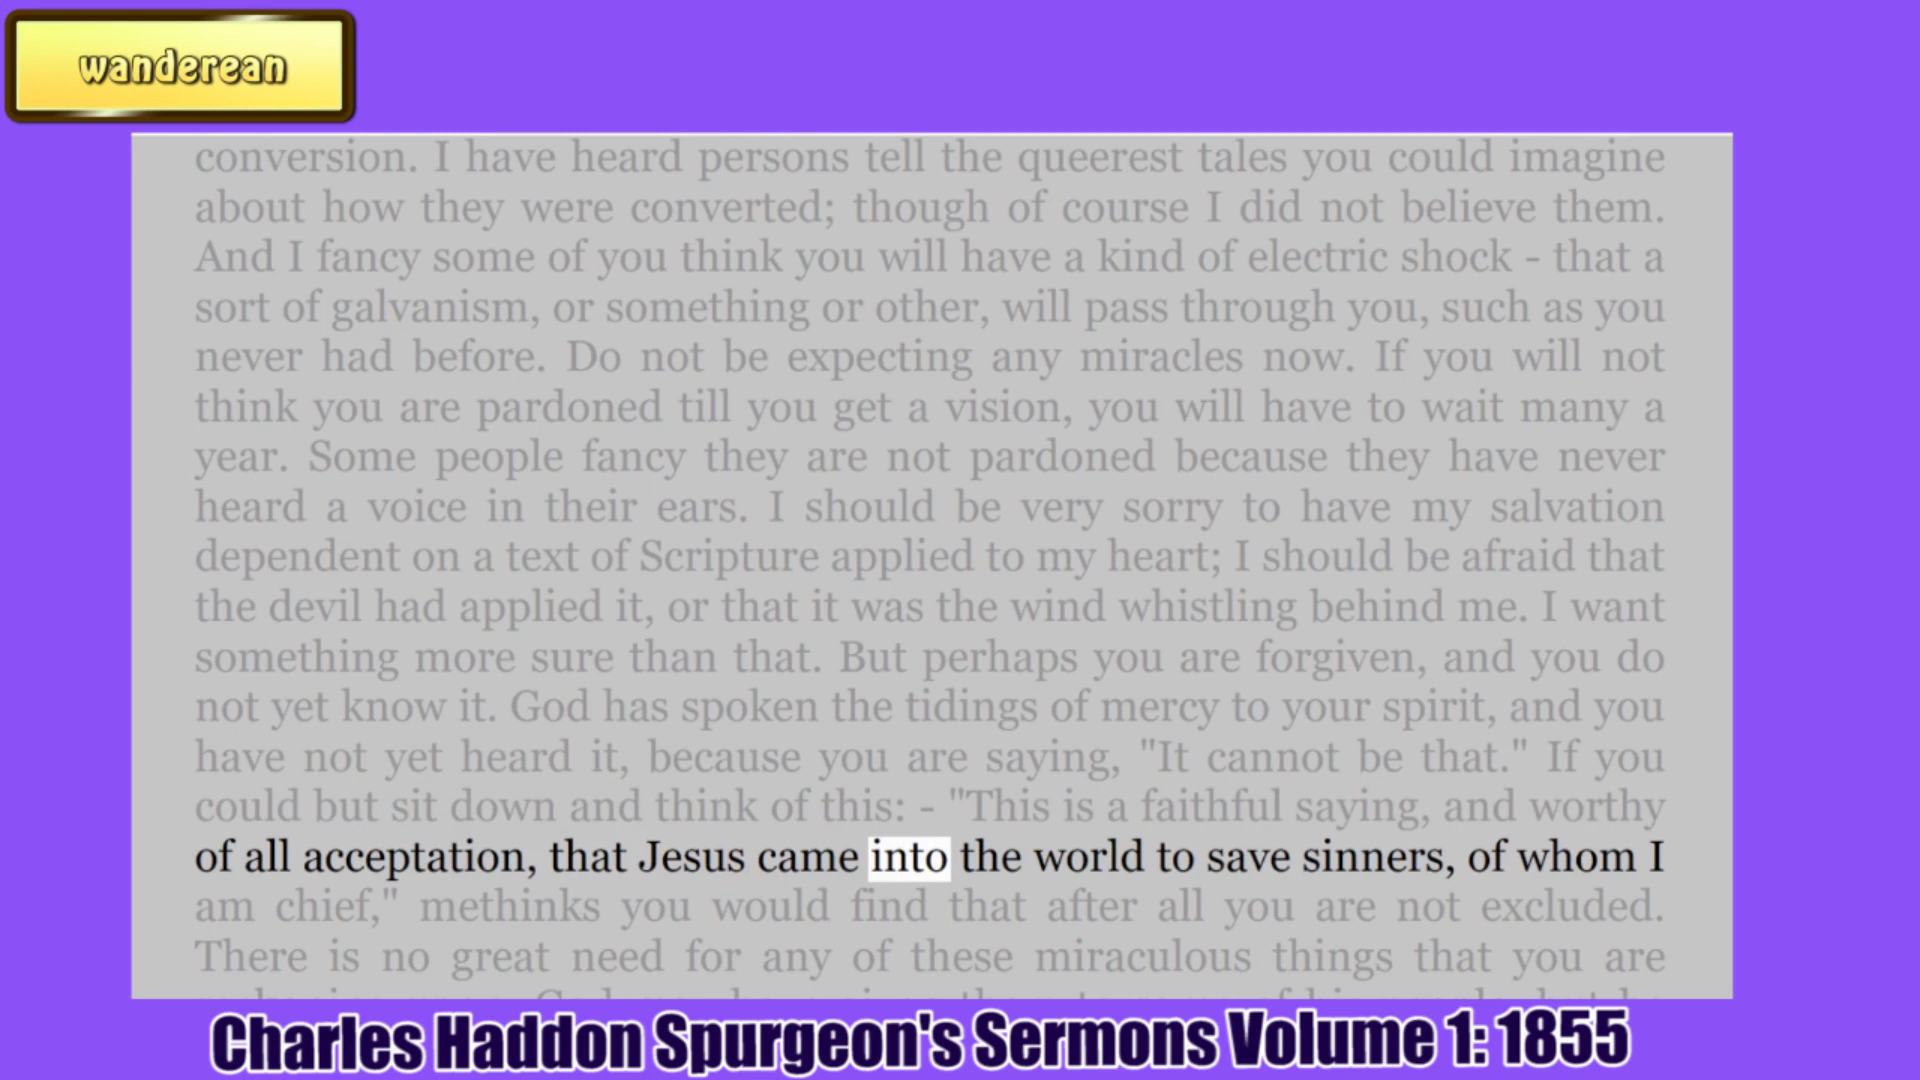 wanderean
conversion. I have heard persons tell the queerest tales you could imagine
about how they were converted; though of course I did not believe them.
And I fancy some of you think you will have a kind of electric shock - that a
sort of galvanism, or something or other, will pass through you, such as you
never had before. Do not be expecting any miracles now. If you will not
think you are pardoned till you get a vision, you will have to wait many a
year. Some people fancy they are not pardoned because they have never
heard a voice in their ears. I should be very sorry to have my salvation
dependent on a text of Scripture applied to my heart; I should be afraid that
the devil had applied it, or that it was the wind whistling behind me. I want
something more sure than that. But perhaps you are forgiven, and you do
not yet know it. God has spoken the tidings of mercy to your spirit, and you
have not yet heard it, because you are saying, "It cannot be that." If you
could but sit down and think of this: - "This is a faithful saying, and worthy
of all acceptation, that Jesus came into the world to save sinners, of whom I
am chief," methinks you would find that after all you are not excluded.
There is no great need for any of these miraculous things that you are
Charles Haddon Spurgeon's Sermons Volume 1: 1855